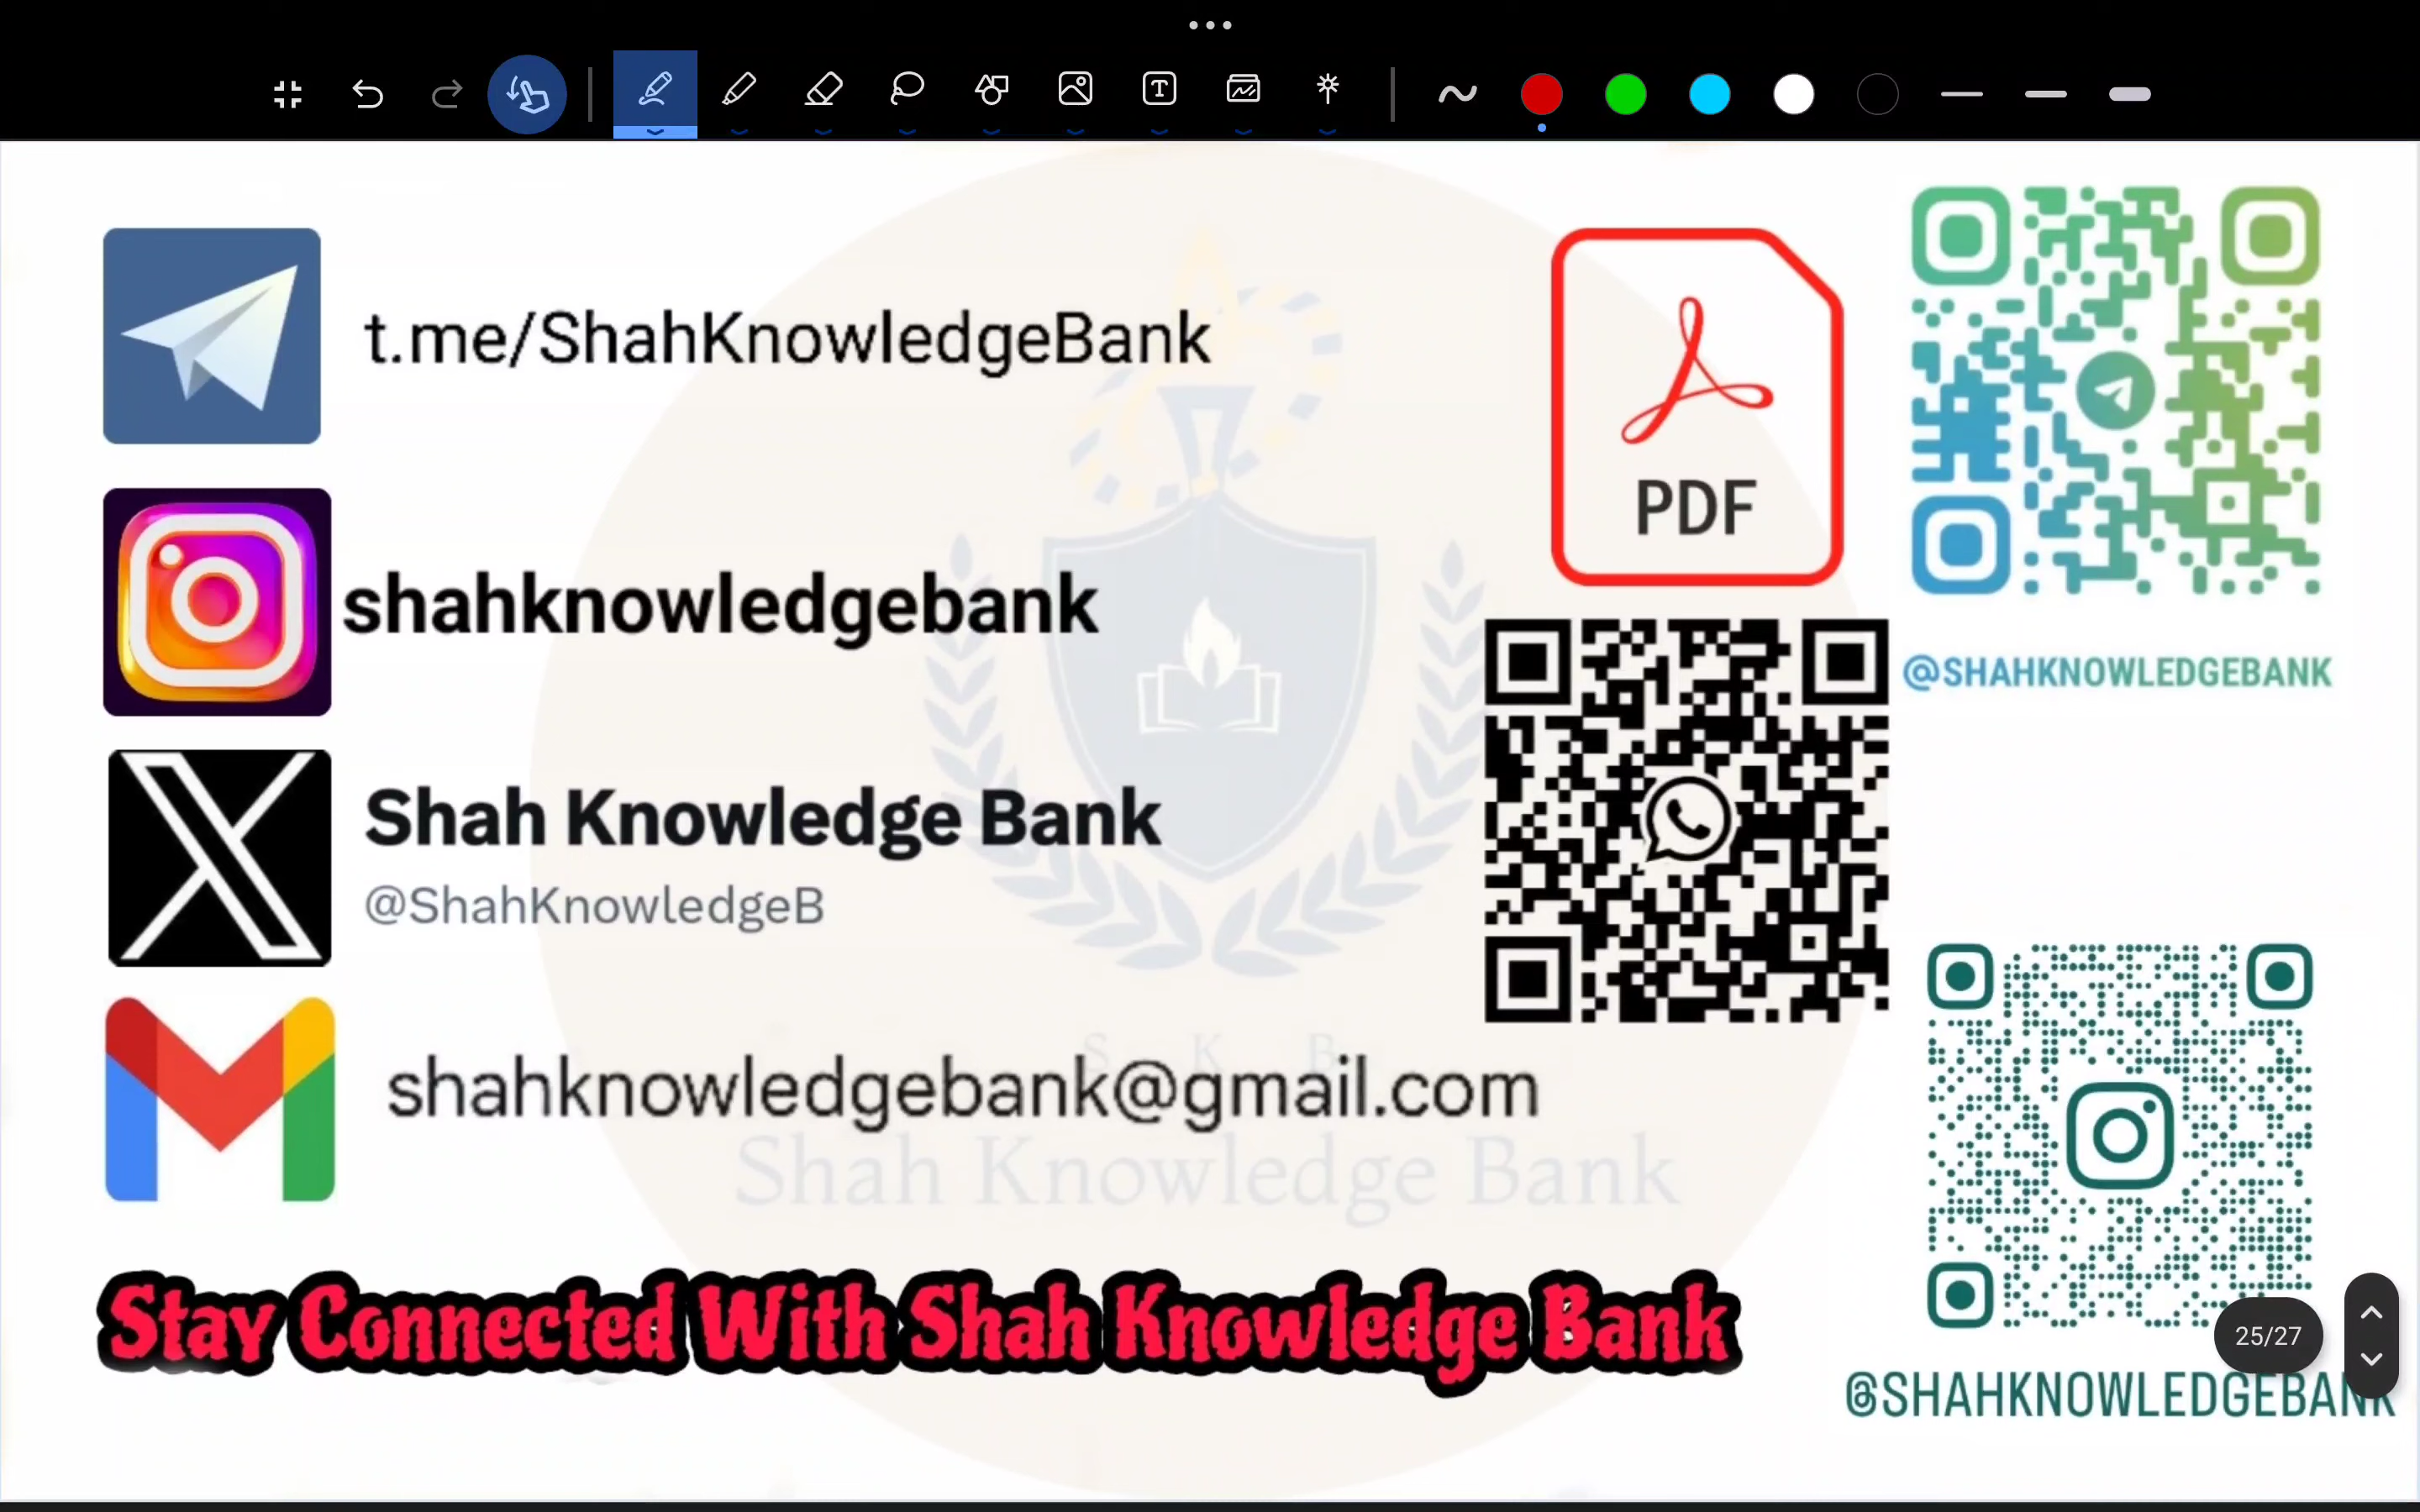 t.me/ShahKnowledgeBank
PDF
shahknowledgebank
@SHAHKNOWLEDGEBANK
Shah Knowledge Bank
@ShahKnowledgeB
S K B
shahknowledgebank@gmail.com
Shah Knowledge Bank
Stay Connected With Shah Knowledge Bank
25/27
@SHAHKNOWLEDGEBANK